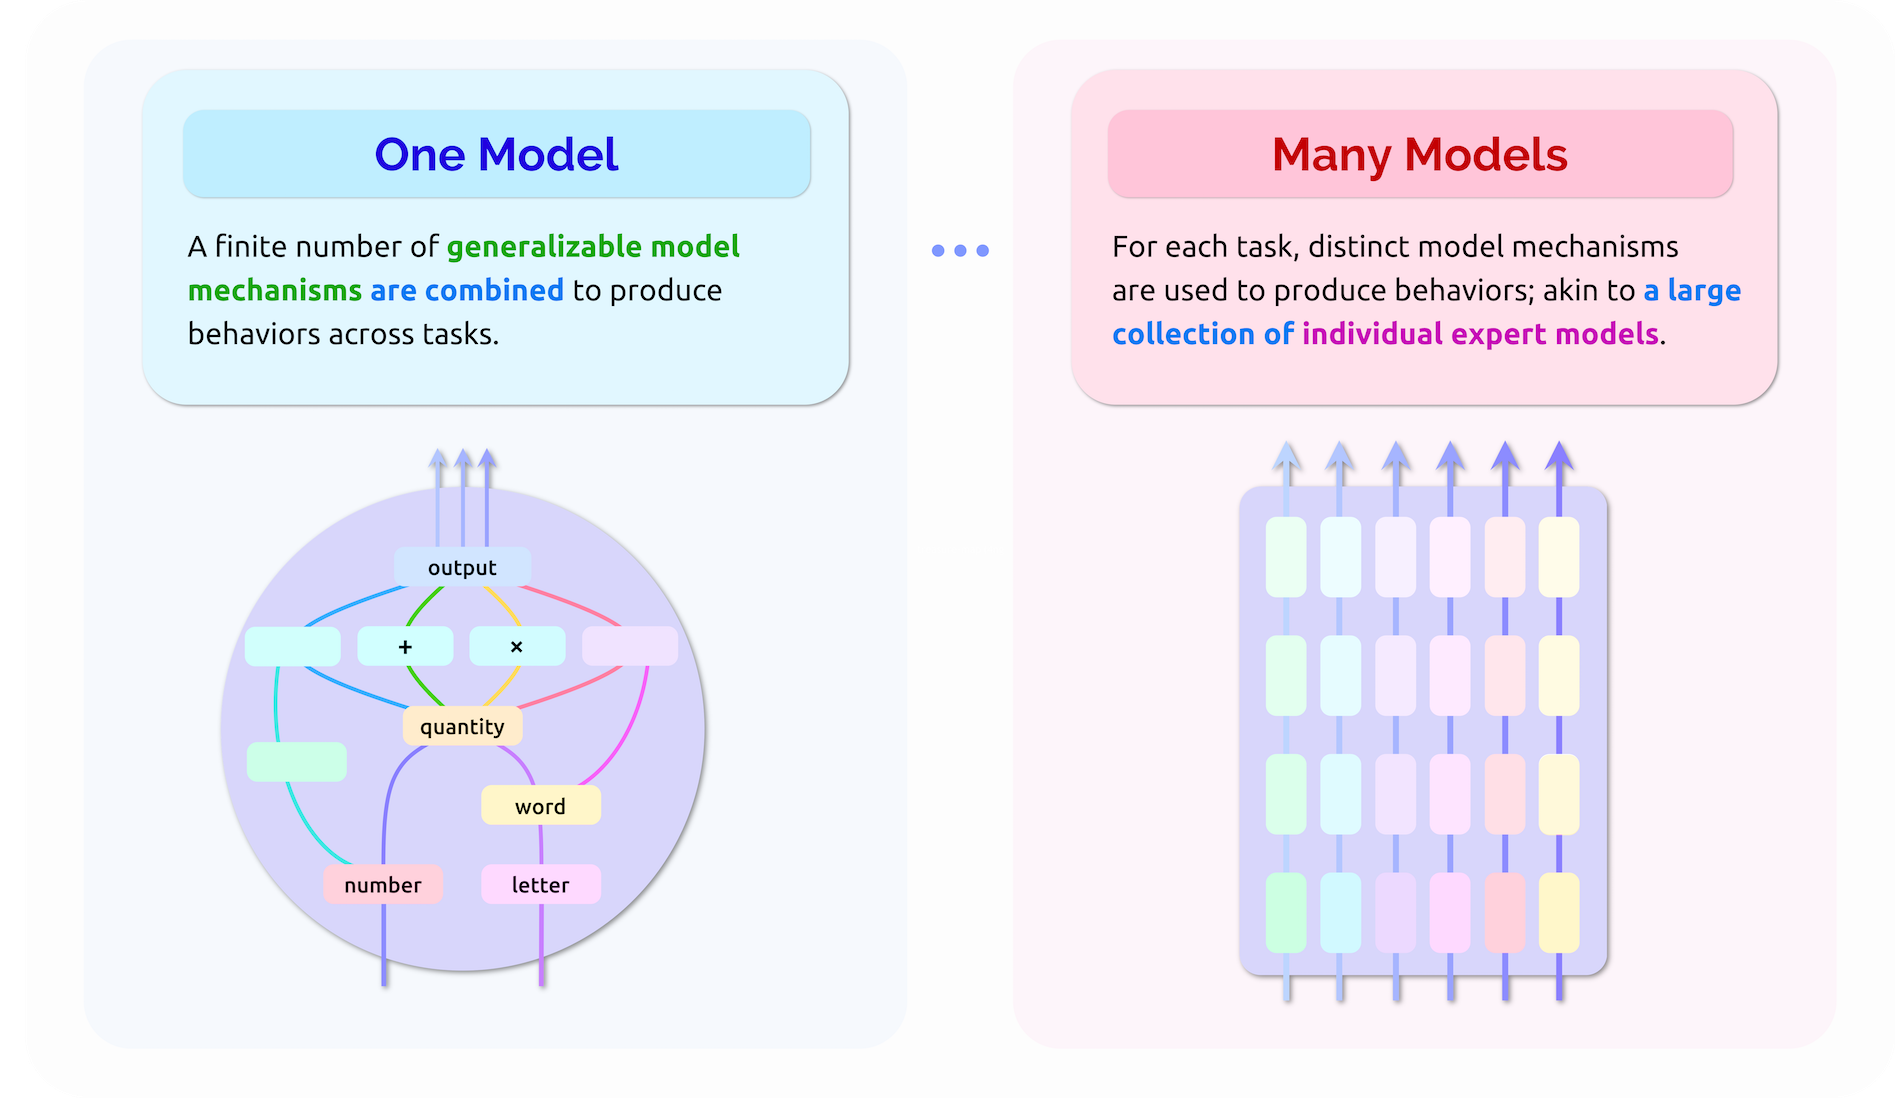 One Model
A finite number of generalizable model
mechanisms are combined to produce
behaviors across tasks.
Many Models
For each task, distinct model mechanisms
are used to produce behaviors; akin to a large
collection of individual expert models.
output
+
×
quantity
word
number
letter